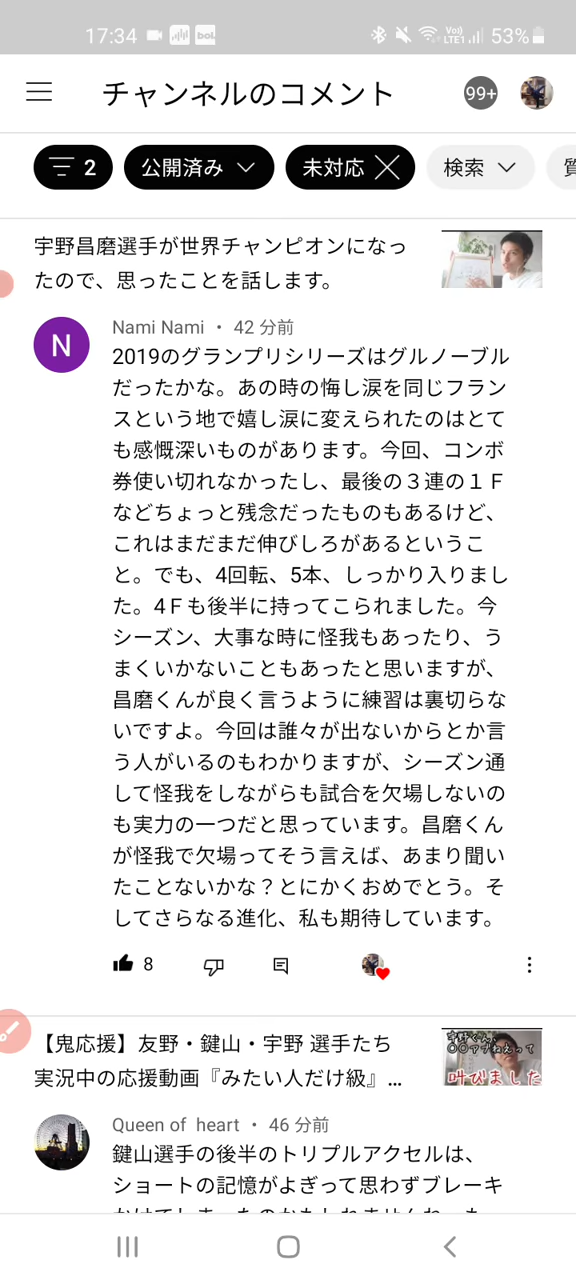 17:34
Vo)) LTE1 53%
チャンネルのコメント
99+
2 公開済み 未対応 検索
宇野昌磨選手が世界チャンピオンになっ
たので、思ったことを話します。
N
Nami Nami • 42 分前
2019のグランプリシリーズはグルノーブル
だったかな。あの時の悔し涙を同じフラン
スという地で嬉し涙に変えられたのはとて
も感慨深いものがあります。今回、コンボ
券使い切れなかったし、最後の３連の１Ｆ
などちょっと残念だったものもあるけど、
これはまだまだ伸びしろがあるというこ
と。でも、4回転、5本、しっかり入りまし
た。4Ｆも後半に持ってこられました。今
シーズン、大事な時に怪我もあったり、う
まくいかないこともあったと思いますが、
昌磨くんが良く言うように練習は裏切らな
いですよ。今回は誰々が出ないからとか言
う人がいるのもわかりますが、シーズン通
して怪我をしながらも試合を欠場しないの
も実力の一つだと思っています。昌磨くん
が怪我で欠場ってそう言えば、あまり聞い
たことないかな？とにかくおめでとう。そ
してさらなる進化、私も期待しています。
8
【鬼応援】友野・鍵山・宇野 選手たち
実況中の応援動画『みたい人だけ級』...
叫びました
Queen of heart • 46 分前
鍵山選手の後半のトリプルアクセルは、
ショートの記憶がよぎって思わずブレーキ